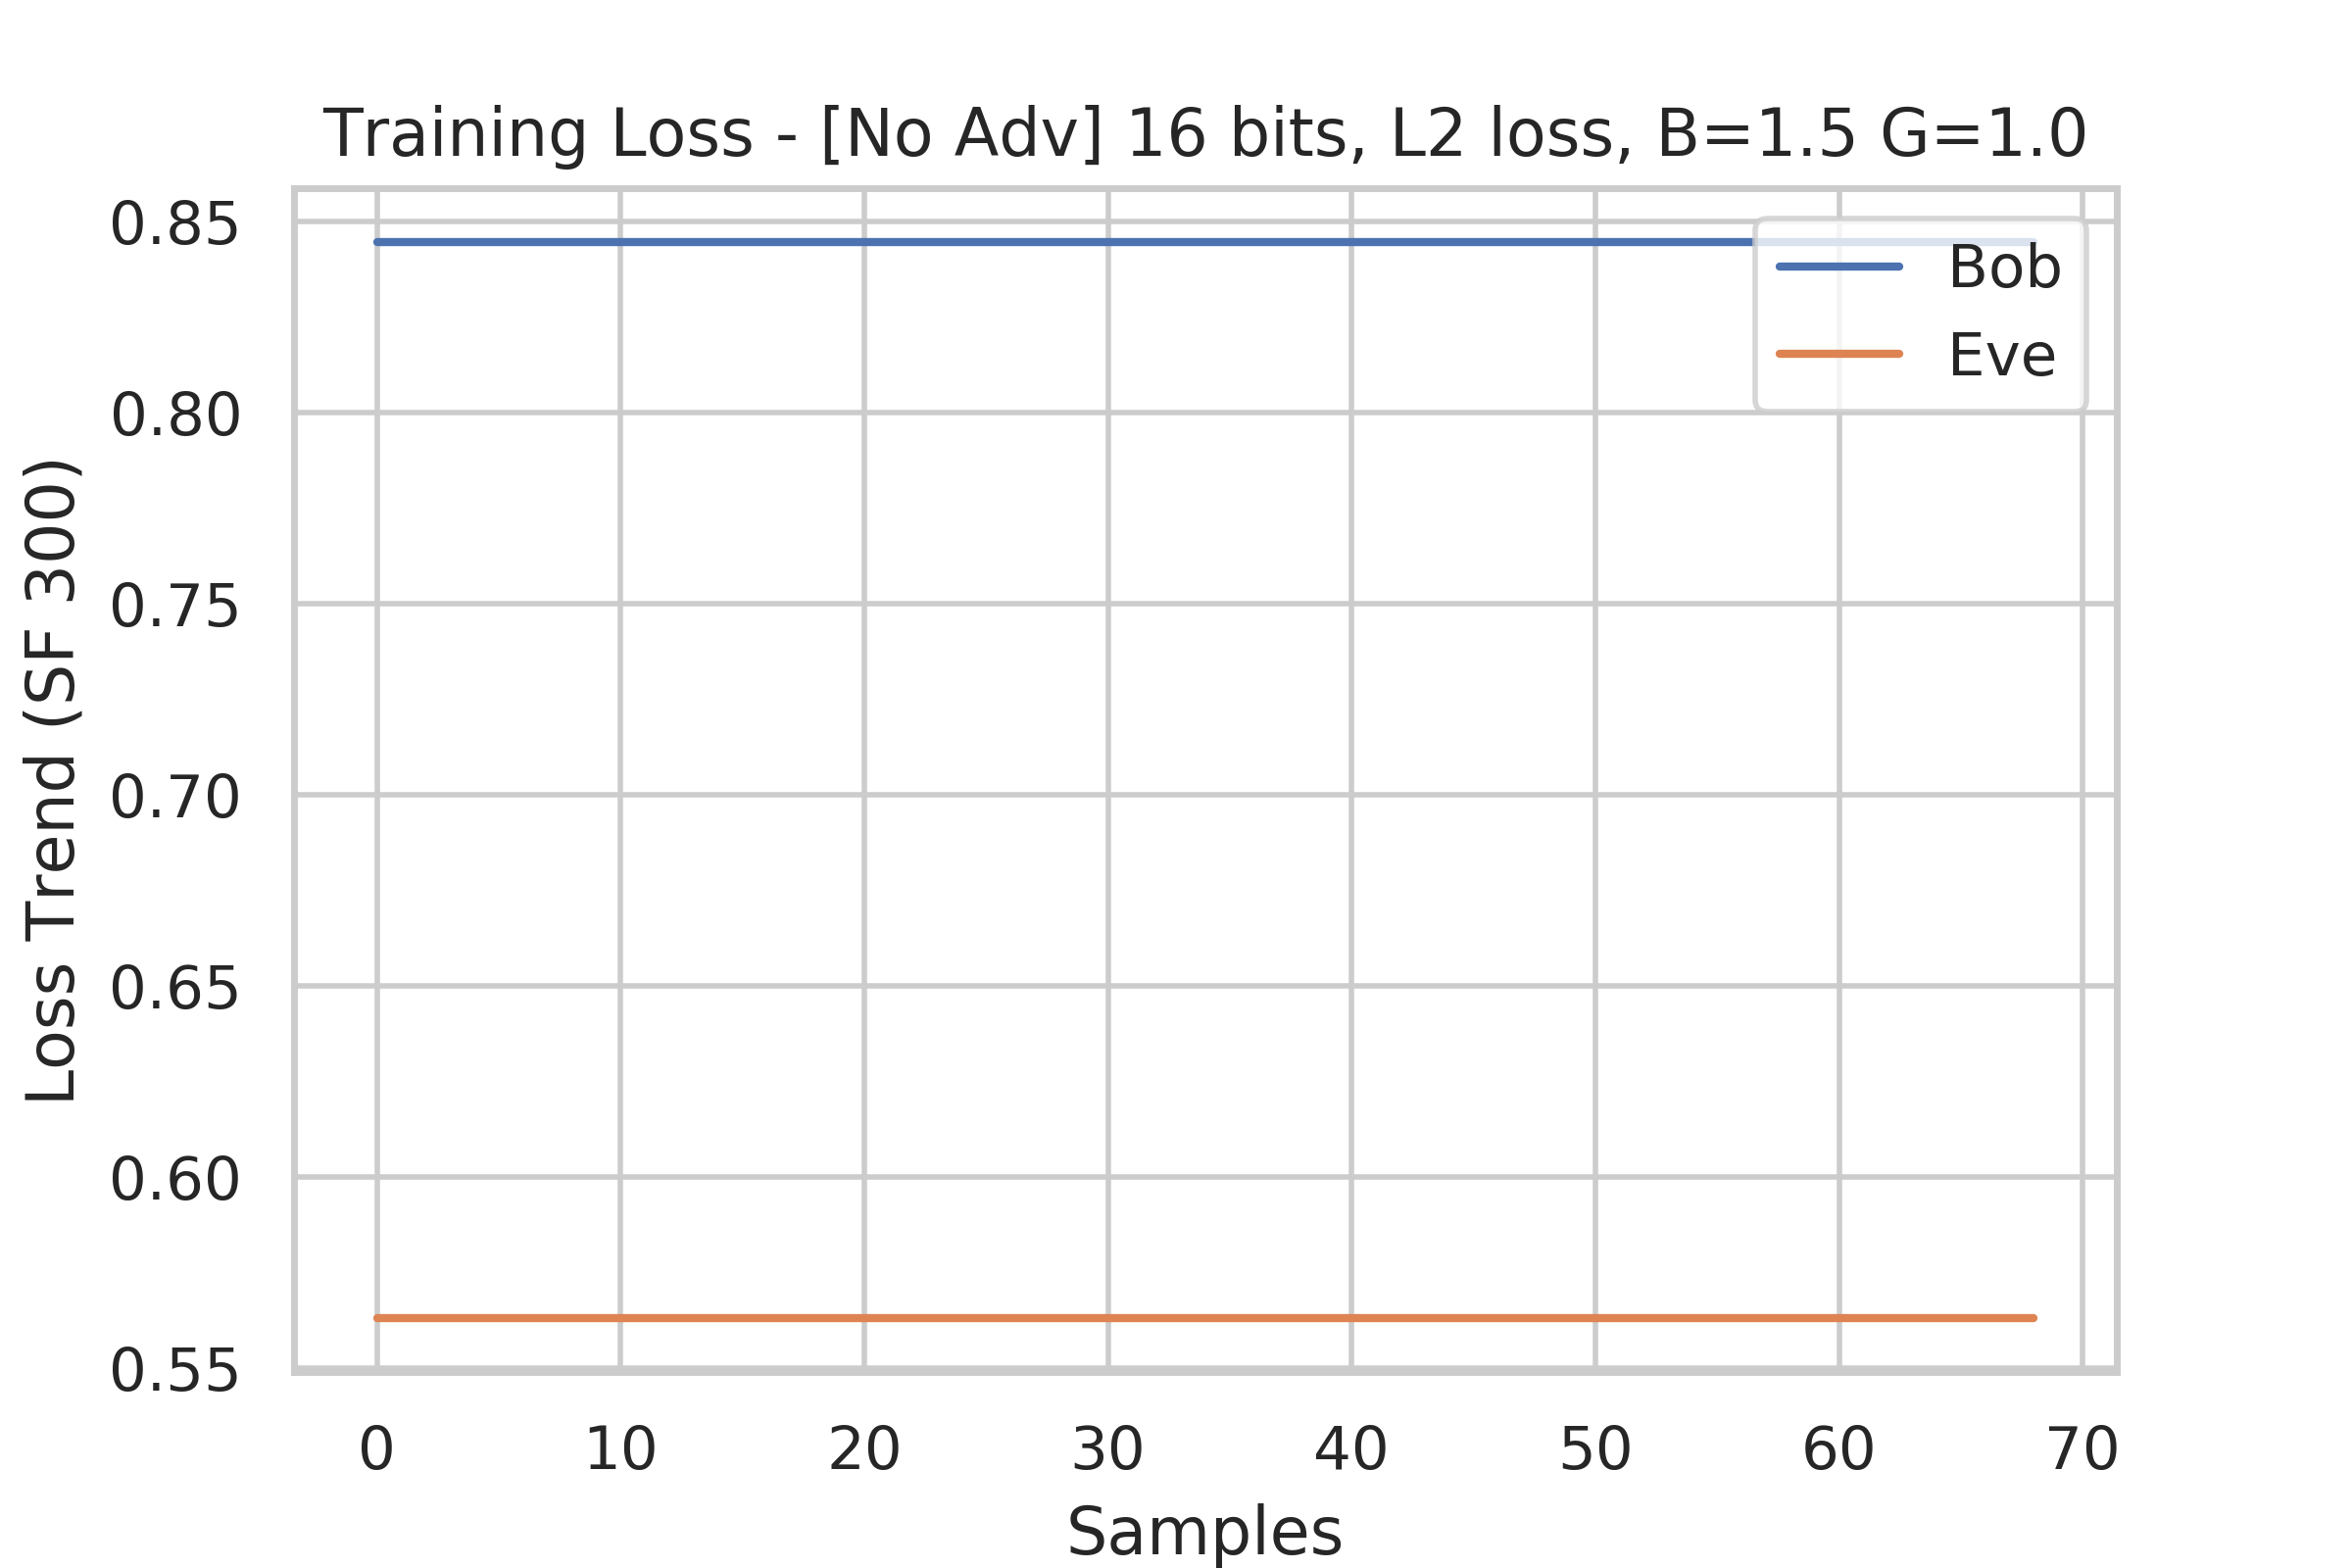 Training Loss - [No Adv] 16 bits, L2 loss, B=1.5 G=1.0
Loss Trend (SF 300)
0.85
0.80
0.75
0.70
0.65
0.60
0.55
Bob
Eve
0 10 20 30 40 50 60 70
Samples